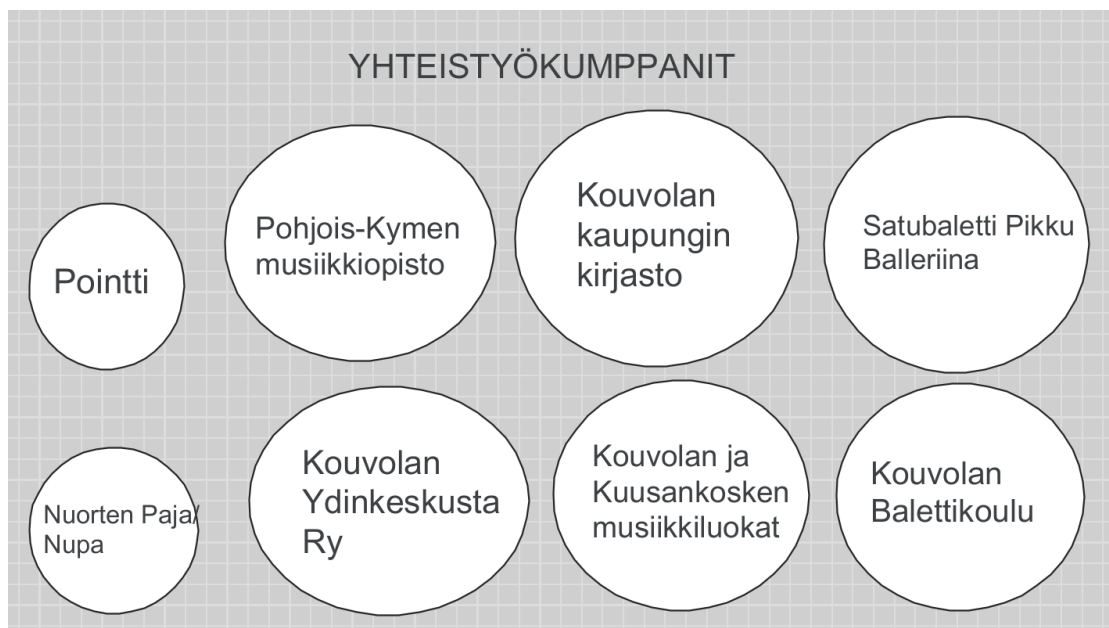 YHTEISTYÖKUMPPANIT
Pointti
Pohjois-Kymen
musiikkiopisto
Kouvolan
kaupungin
kirjasto
Satubaletti Pikku
Balleriina
Nuorten Paja/
Nupa
Kouvolan
Ydinkeskusta
Ry
Kouvolan ja
Kuusankosken
musiikkiluokat
Kouvolan
Balettikoulu